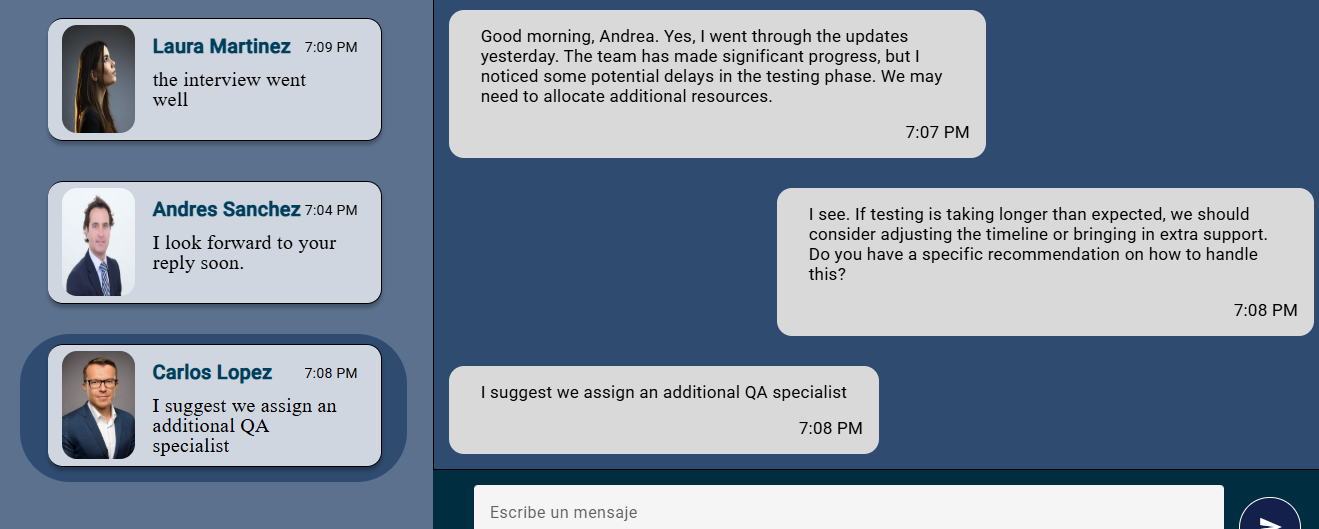 Laura Martinez 7:09 PM
the interview went
well
Andres Sanchez 7:04 PM
I look forward to your
reply soon.
Carlos Lopez 7:08 PM
I suggest we assign an
additional QA
specialist
Good morning, Andrea. Yes, I went through the updates
yesterday. The team has made significant progress, but I
noticed some potential delays in the testing phase. We may
need to allocate additional resources.
7:07 PM
I see. If testing is taking longer than expected, we should
consider adjusting the timeline or bringing in extra support.
Do you have a specific recommendation on how to handle
this?
7:08 PM
I suggest we assign an additional QA specialist
7:08 PM
Escribe un mensaje